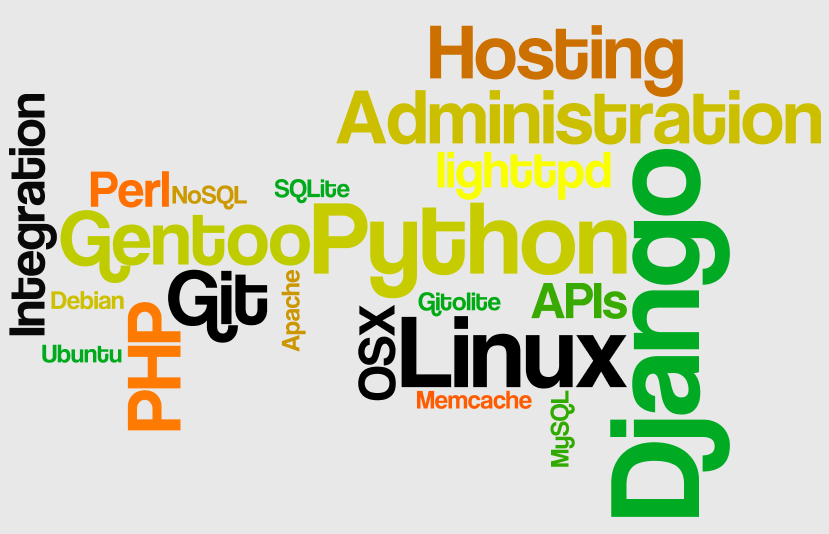 Hosting
Administration
Integration
lighttpd
Perl
NoSQL
SQLite
Django
Gentoo
Python
Git
Apache
Debian
Gitolite
APIs
PHP
OSX
Linux
Ubuntu
Memcache
MySQL